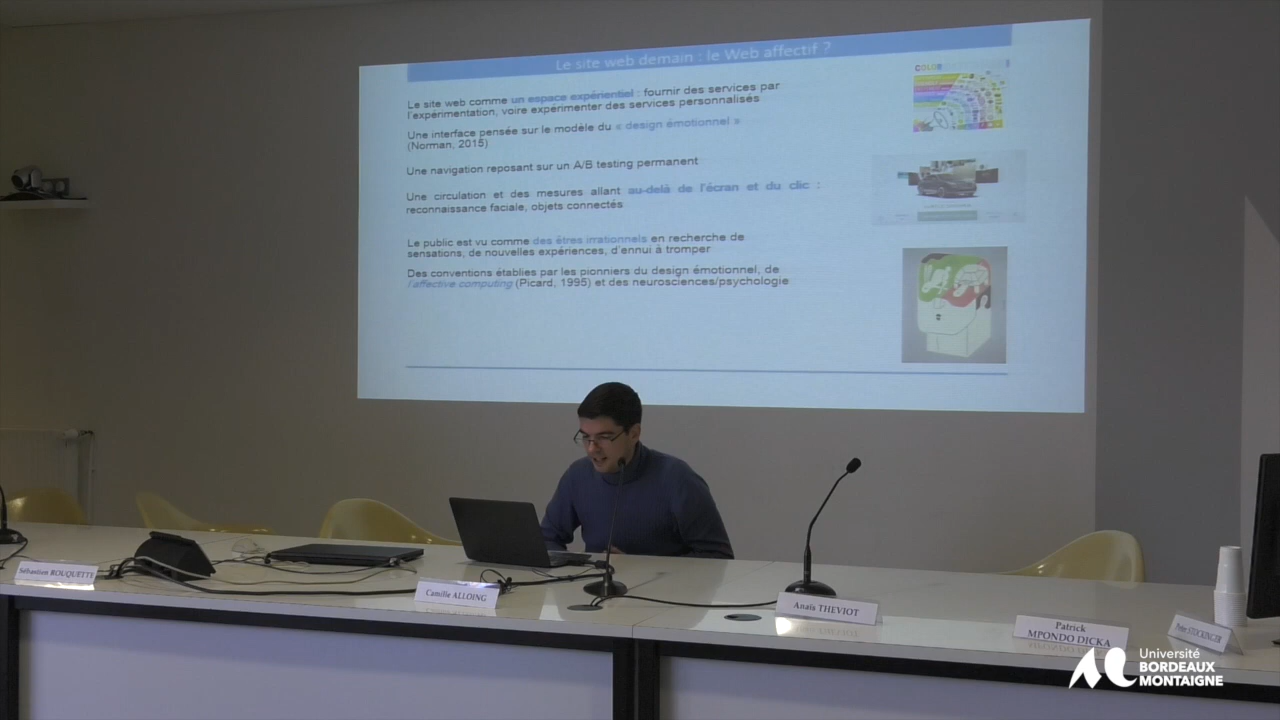 Le site web demain : le Web affectif ?
Le site web comme un espace expérientiel : fournir des services par
l'expérimentation, voire expérimenter des services personnalisés
Une interface pensée sur le modèle du « design émotionnel »
(Norman, 2015)
Une navigation reposant sur un A/B testing permanent
Une circulation et des mesures allant au-delà de l'écran et du clic :
reconnaissance faciale, objets connectés
Le public est vu comme des êtres irrationnels en recherche de
sensations, de nouvelles expériences, d'ennui à tromper
Des conventions établies par les pionniers du design émotionnel, de
l'affective computing (Picard, 1995) et des neurosciences/psychologie
COLOR
Sébastien ROUQUETTE
Camille ALLOING
Anaïs THEVIOT
Patrick
MPONDO DICKA
Peter STOCKINGER
Université
BORDEAUX
MONTAIGNE